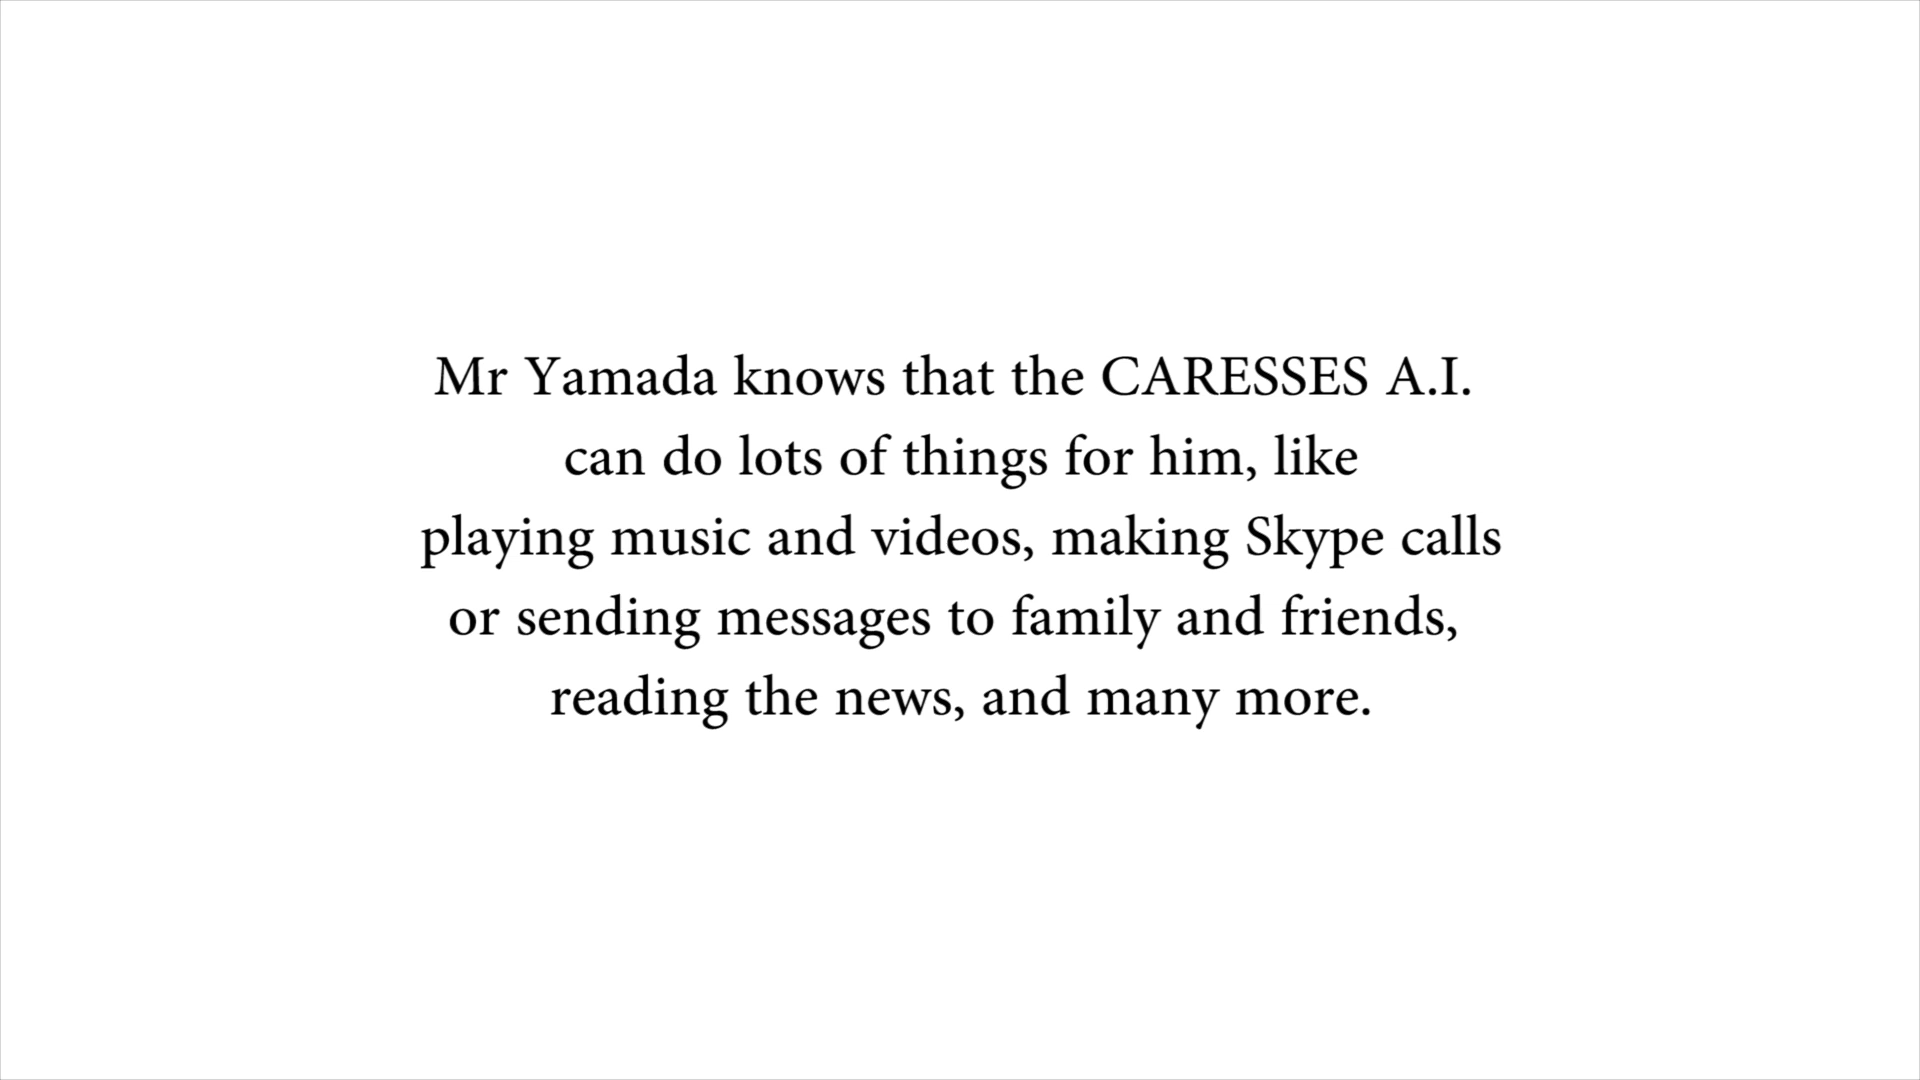 Mr Yamada knows that the CARESSES A.I.
can do lots of things for him, like
playing music and videos, making Skype calls
or sending messages to family and friends,
reading the news, and many more.